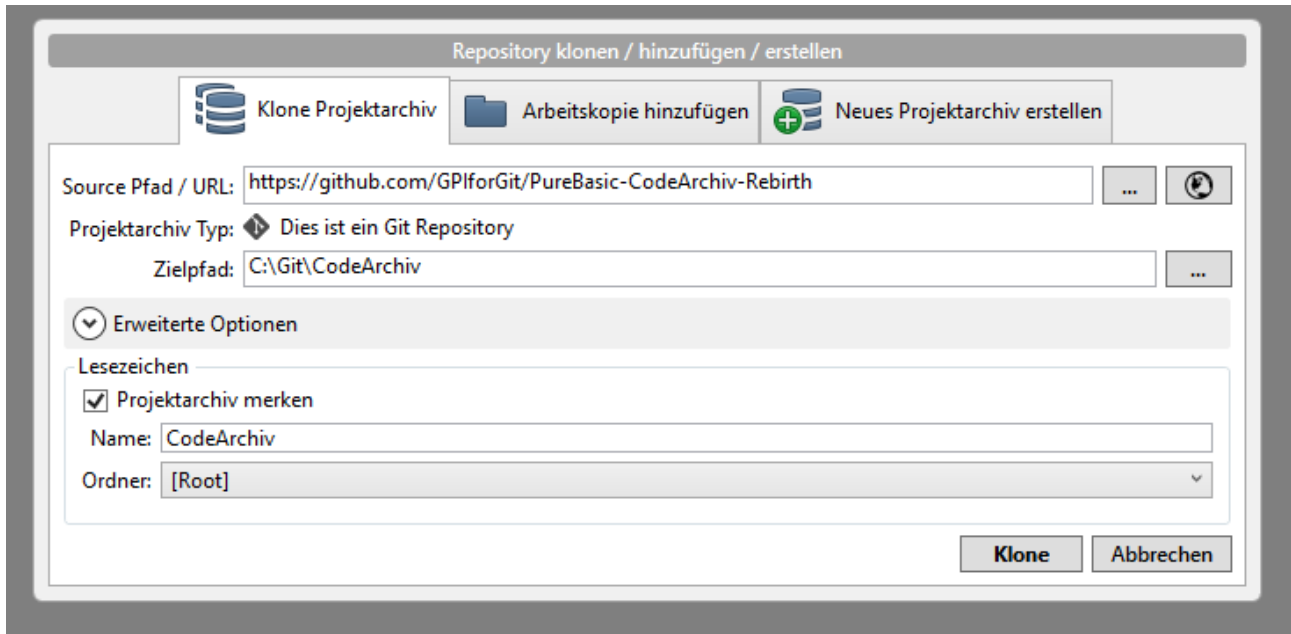 Repository klonen / hinzufügen / erstellen
Klone Projektarchiv
Arbeitskopie hinzufügen
Neues Projektarchiv erstellen
Source Pfad / URL: https://github.com/GPIforGit/PureBasic-CodeArchiv-Rebirth ...
Projektarchiv Typ: Dies ist ein Git Repository
Zielpfad: C:\Git\CodeArchiv ...
Erweiterte Optionen
Lesezeichen
Projektarchiv merken
Name: CodeArchiv
Ordner: [Root]
Klone Abbrechen